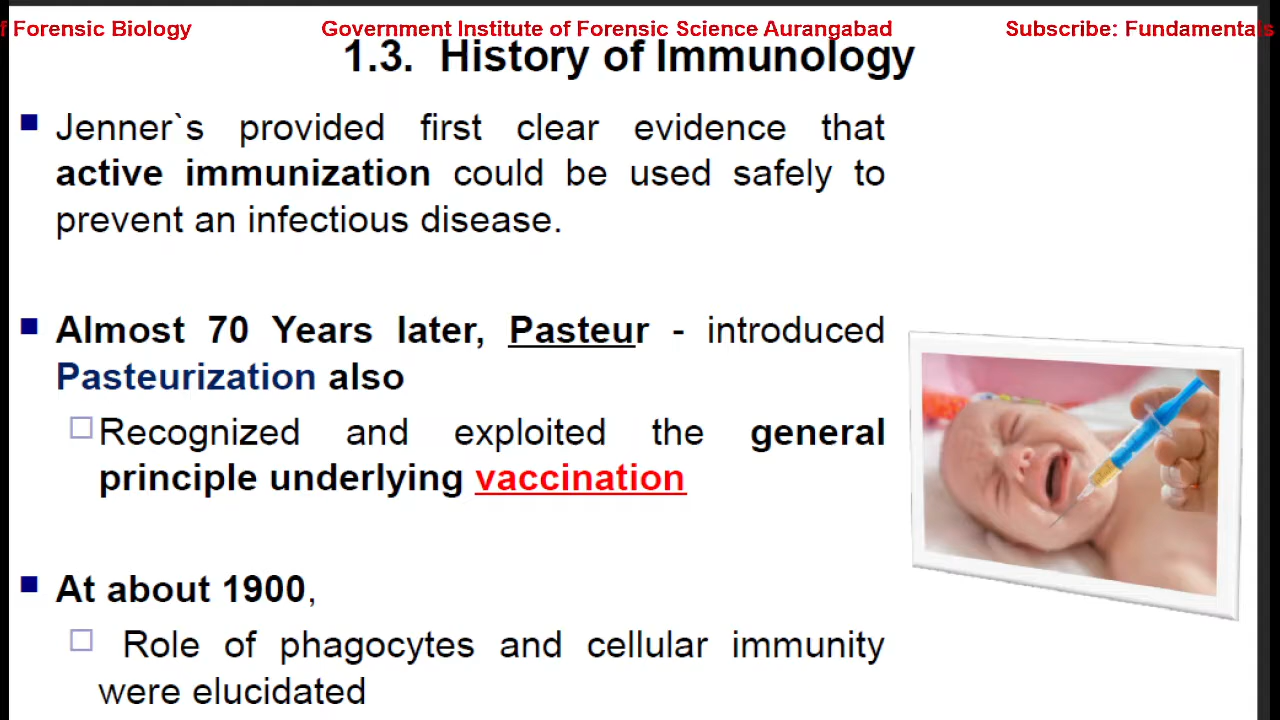 f Forensic Biology Government Institute of Forensic Science Aurangabad Subscribe: Fundamentals
1.3. History of Immunology
Jenner`s provided first clear evidence that
active immunization could be used safely to
prevent an infectious disease.
Almost 70 Years later, Pasteur - introduced
Pasteurization also
Recognized and exploited the general
principle underlying vaccination
At about 1900,
Role of phagocytes and cellular immunity
were elucidated